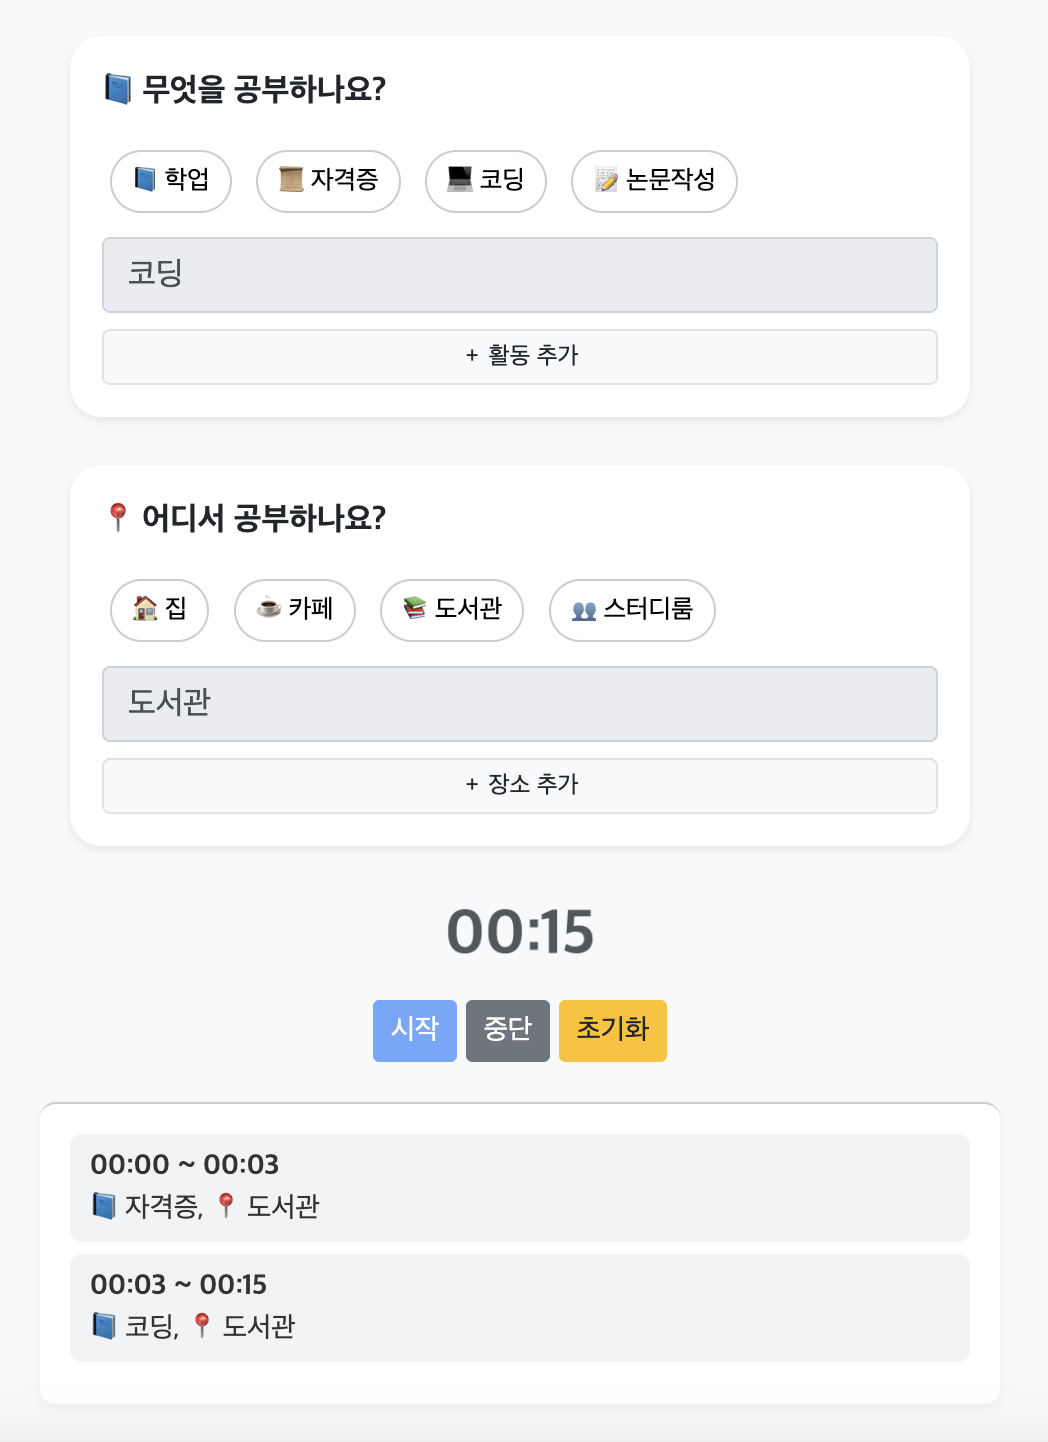 무엇을 공부하나요?
학업 자격증 코딩 논문작성
코딩
+ 활동 추가
어디서 공부하나요?
집 카페 도서관 스터디룸
도서관
+ 장소 추가
00:15
시작 중단 초기화
00:00 ~ 00:03
자격증, 도서관
00:03 ~ 00:15
코딩, 도서관